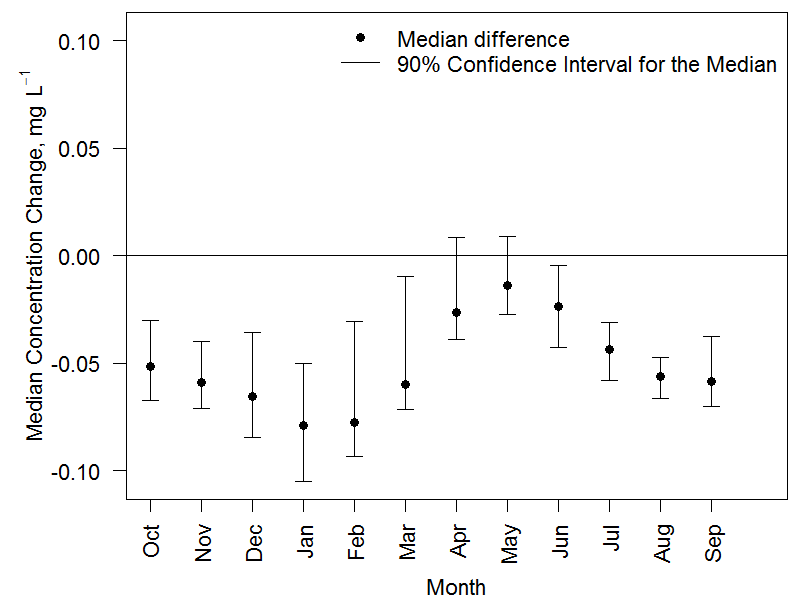 Median difference
90% Confidence Interval for the Median
Median Concentration Change, mg L⁻¹
0.10
0.05
0.00
-0.05
-0.10
Oct
Nov
Dec
Jan
Feb
Mar
Apr
May
Jun
Jul
Aug
Sep
Month